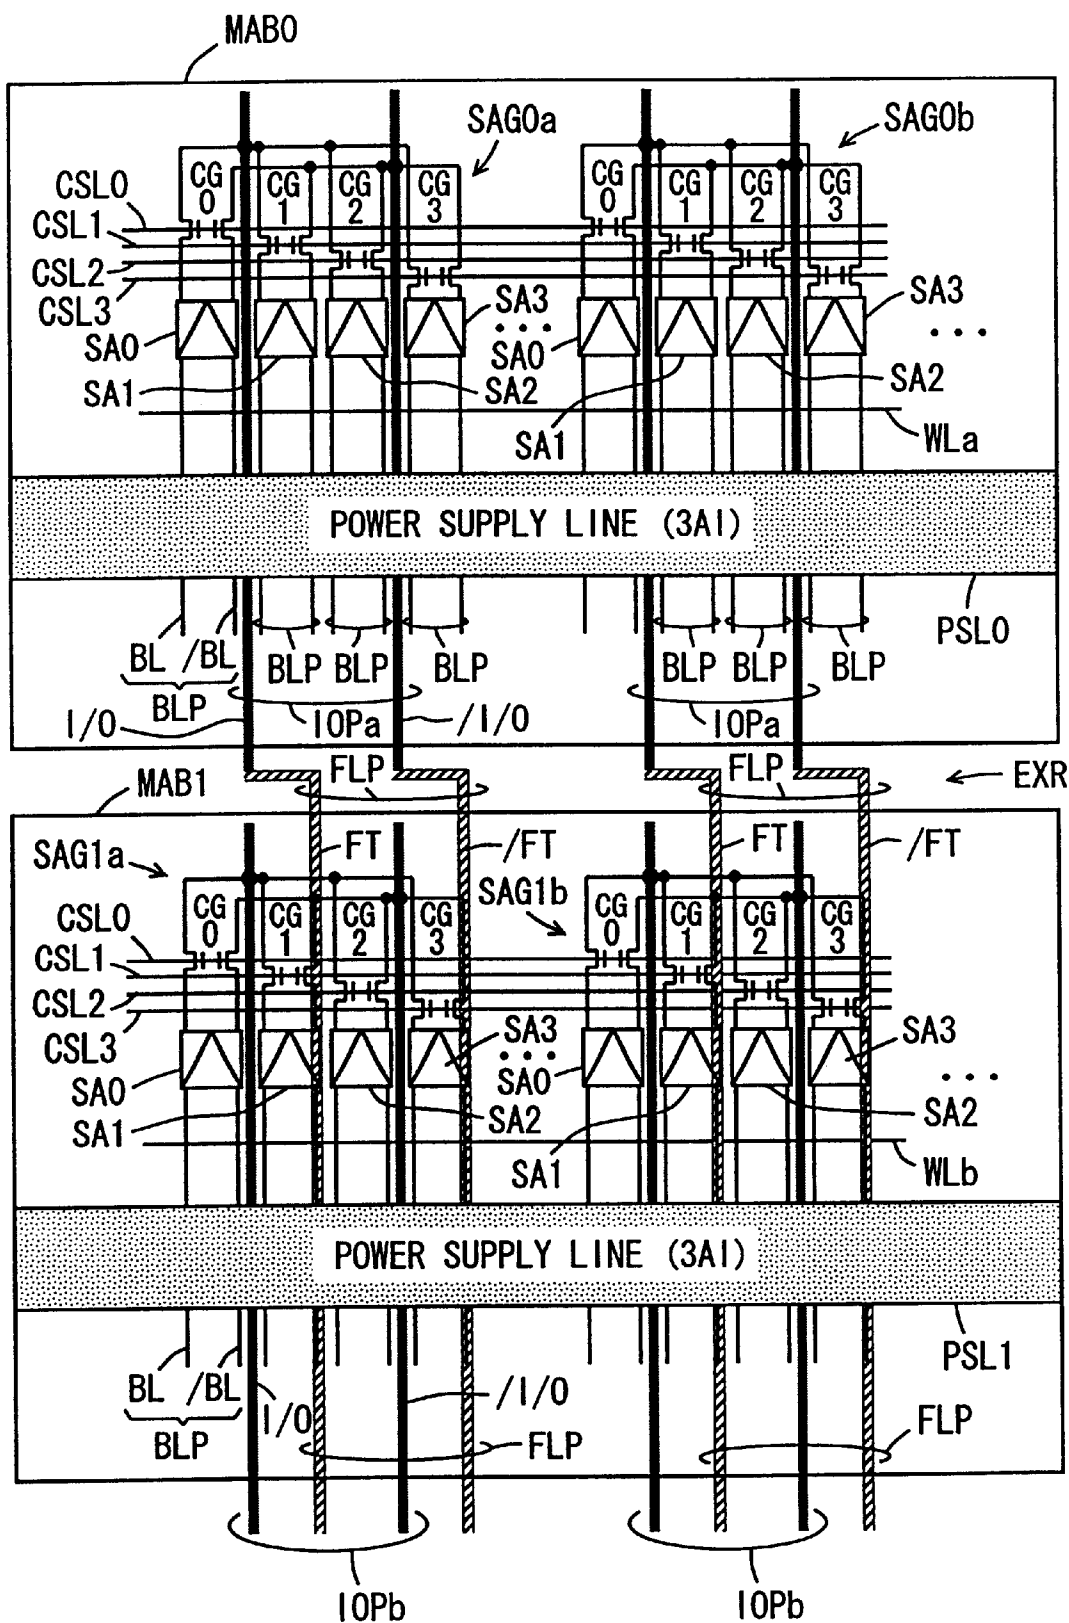 MAB0
SAG0a
SAG0b
CG
0
CG
1
CG
2
CG
3
CG
0
CG
1
CG
2
CG
3
CSL0
CSL1
CSL2
CSL3
SA0
SA1
SA2
SA3
...
SA0
SA1
SA2
SA3
...
WLa
POWER SUPPLY LINE (3Al)
PSL0
BL
/BL
BLP
BLP
BLP
BLP
BLP
BLP
BLP
I/O
IOPa
/I/O
IOPa
FLP
FLP
EXR
MAB1
FT
/FT
FT
/FT
SAG1a
SAG1b
CG
0
CG
1
CG
2
CG
3
CG
0
CG
1
CG
2
CG
3
CSL0
CSL1
CSL2
CSL3
SA0
SA1
SA2
SA3
...
SA0
SA1
SA2
SA3
...
WLb
POWER SUPPLY LINE (3Al)
PSL1
BL
/BL
BLP
I/O
/I/O
FLP
FLP
IOPb
IOPb